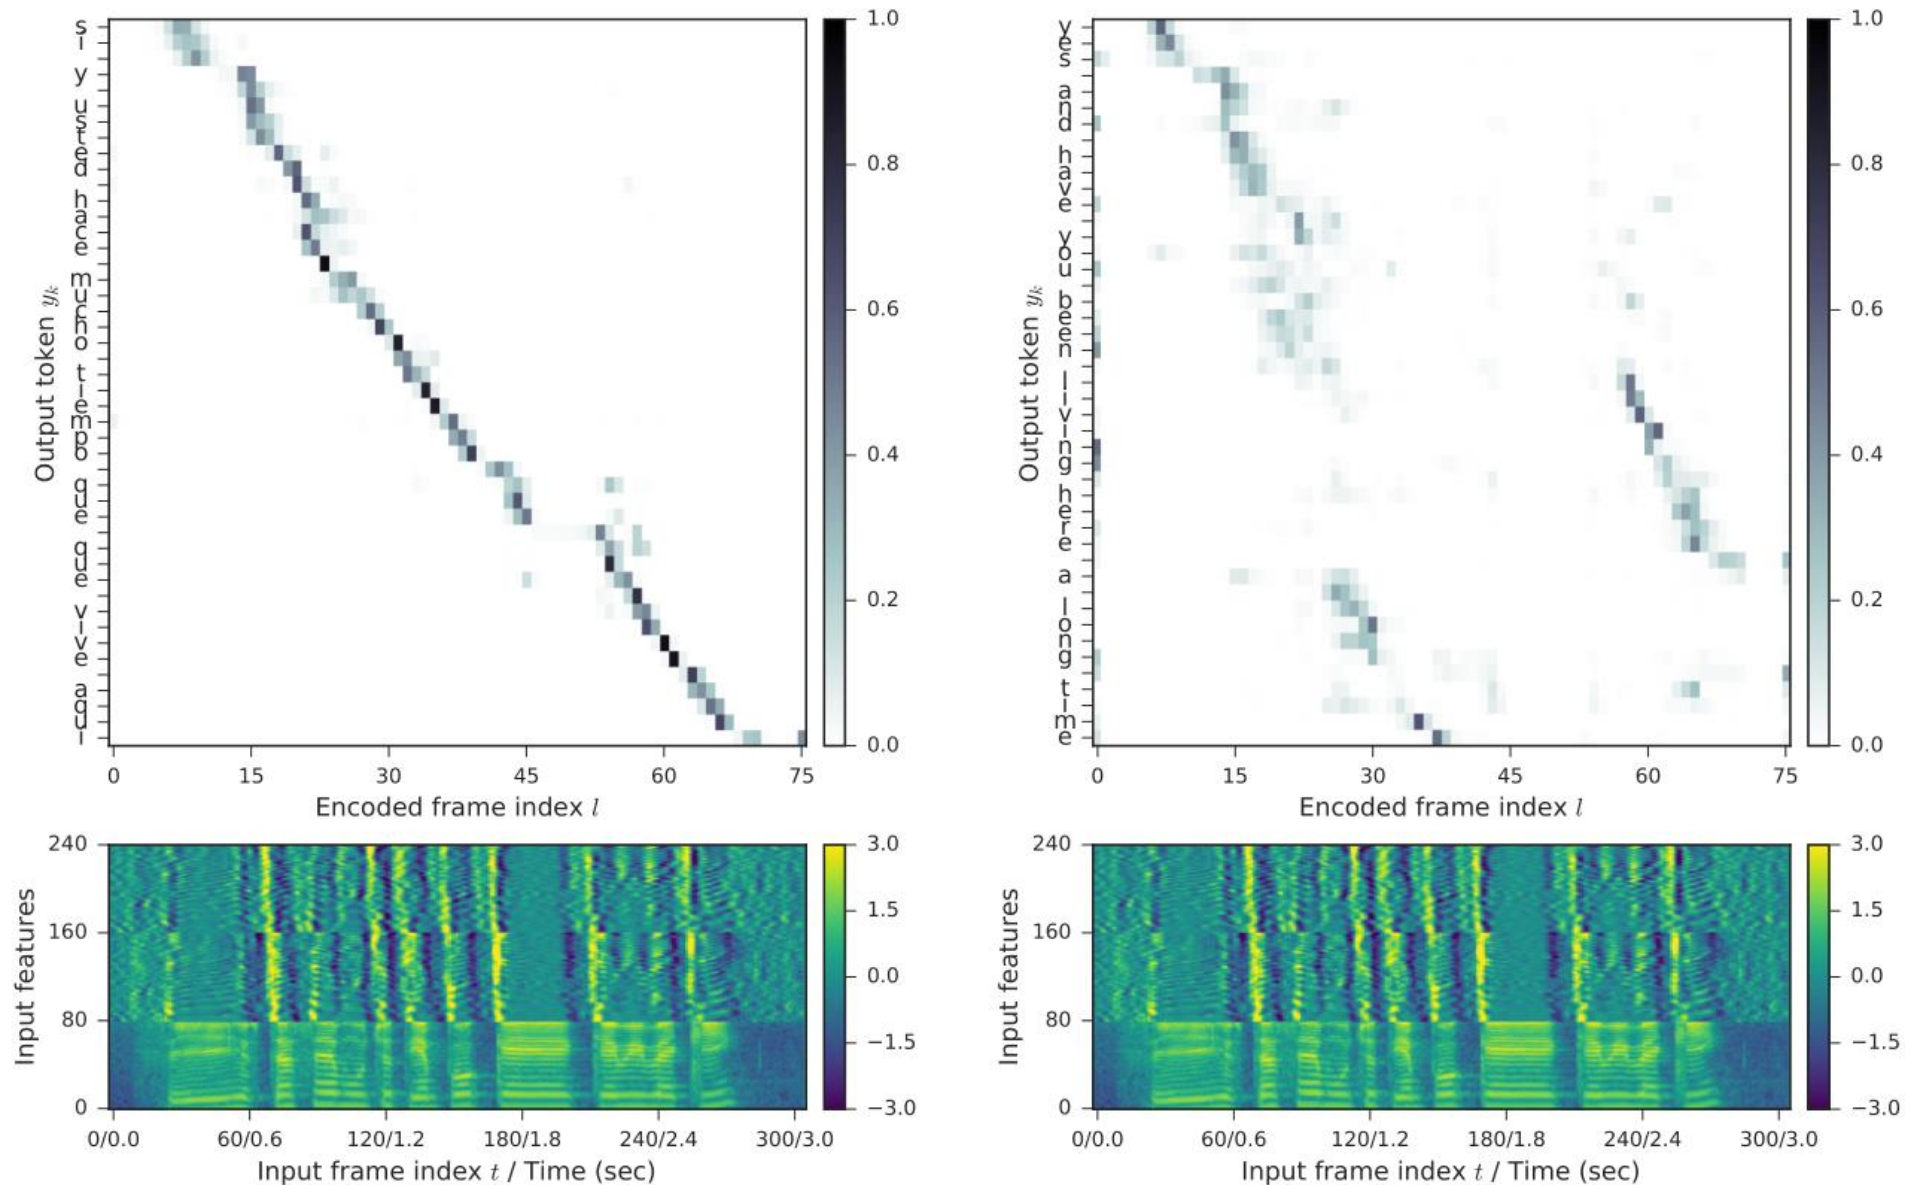 s
i
y
u
s
t
e
d
h
a
c
e
m
u
c
h
o
t
i
e
m
p
o
q
u
e
q
u
e
v
i
v
e
a
q
u
i
Output token yₖ
0 15 30 45 60 75
Encoded frame index l
1.0
0.8
0.6
0.4
0.2
0.0
y
e
s
a
n
d
h
a
v
e
y
o
u
b
e
e
n
l
i
v
i
n
g
h
e
r
e
a
l
o
n
g
t
i
m
e
Output token yₖ
0 15 30 45 60 75
Encoded frame index l
1.0
0.8
0.6
0.4
0.2
0.0
240
160
80
0
Input features
0/0.0 60/0.6 120/1.2 180/1.8 240/2.4 300/3.0
Input frame index t / Time (sec)
3.0
1.5
0.0
−1.5
−3.0
240
160
80
0
Input features
0/0.0 60/0.6 120/1.2 180/1.8 240/2.4 300/3.0
Input frame index t / Time (sec)
3.0
1.5
0.0
−1.5
−3.0